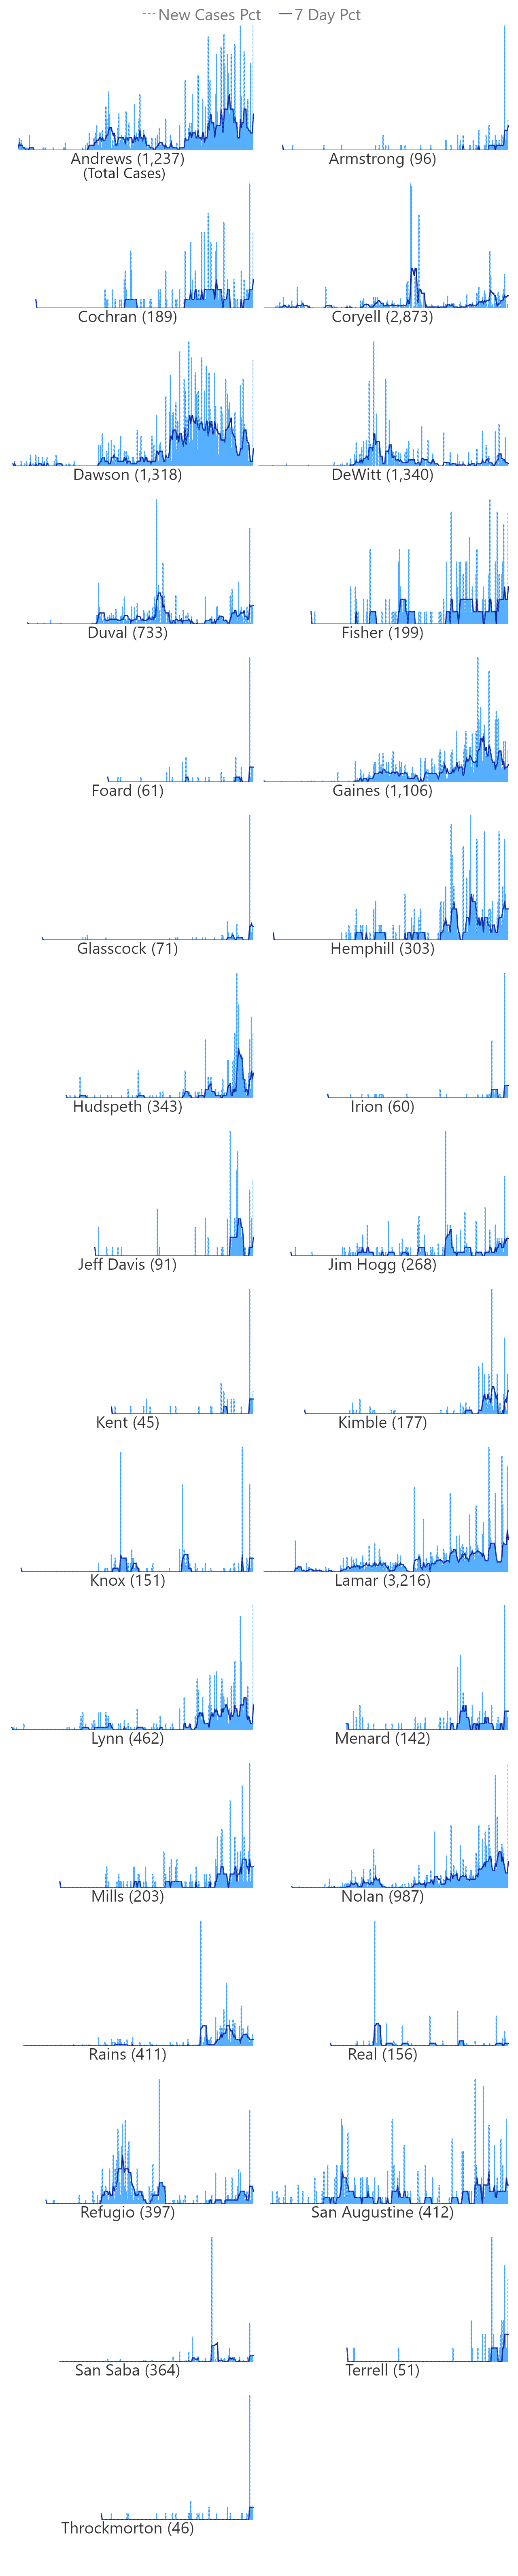 New Cases Pct 7 Day Pct
Andrews (1,237) Armstrong (96)
(Total Cases)
Cochran (189) Coryell (2,873)
Dawson (1,318) DeWitt (1,340)
Duval (733) Fisher (199)
Foard (61) Gaines (1,106)
Glasscock (71) Hemphill (303)
Hudspeth (343) Irion (60)
Jeff Davis (91) Jim Hogg (268)
Kent (45) Kimble (177)
Knox (151) Lamar (3,216)
Lynn (462) Menard (142)
Mills (203) Nolan (987)
Rains (411) Real (156)
Refugio (397) San Augustine (412)
San Saba (364) Terrell (51)
Throckmorton (46)